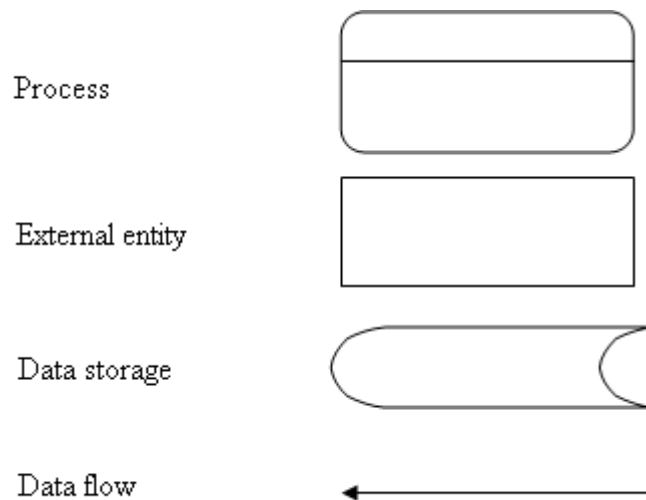 Process
External entity
Data storage
Data flow